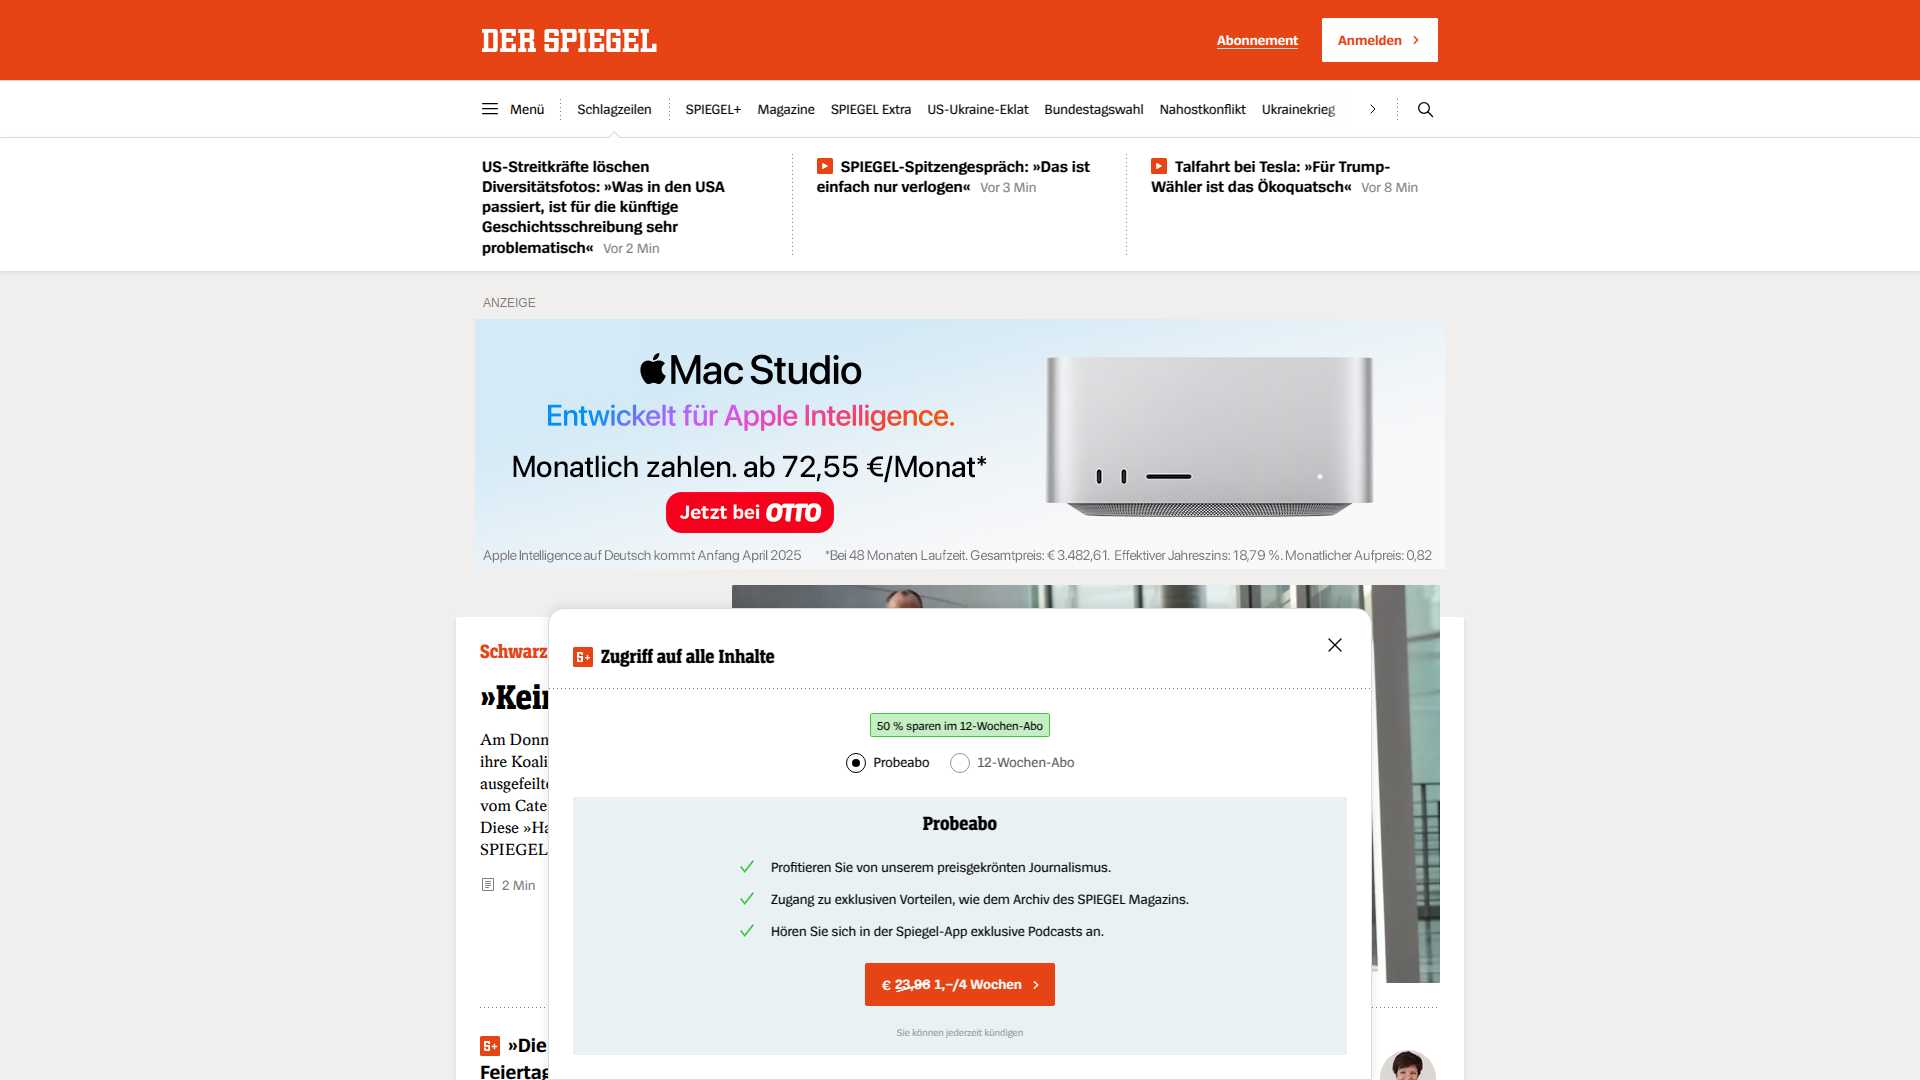 DER SPIEGEL
Abonnement
Anmelden
Menü
Schlagzeilen
SPIEGEL+
Magazine
SPIEGEL Extra
US-Ukraine-Eklat
Bundestagswahl
Nahostkonflikt
Ukrainekrieg
US-Streitkräfte löschen
Diversitätsfotos: »Was in den USA
passiert, ist für die künftige
Geschichtsschreibung sehr
problematisch« Vor 2 Min
SPIEGEL-Spitzengespräch: »Das ist
einfach nur verlogen« Vor 3 Min
Talfahrt bei Tesla: »Für Trump-
Wähler ist das Ökoquatsch« Vor 8 Min
ANZEIGE
Mac Studio
Entwickelt für Apple Intelligence.
Monatlich zahlen. ab 72,55 €/Monat*
Jetzt bei OTTO
Apple Intelligence auf Deutsch kommt Anfang April 2025 *Bei 48 Monaten Laufzeit. Gesamtpreis: € 3.482,61. Effektiver Jahreszins: 18,79 %. Monatlicher Aufpreis: 0,82
Schwarz
»Kein
Am Donn
ihre Koali
ausgefeilte
vom Cate
Diese »Ha
SPIEGEL
2 Min
»Die
Feiertag
Zugriff auf alle Inhalte
50 % sparen im 12-Wochen-Abo
Probeabo
12-Wochen-Abo
Probeabo
Profitieren Sie von unserem preisgekrönten Journalismus.
Zugang zu exklusiven Vorteilen, wie dem Archiv des SPIEGEL Magazins.
Hören Sie sich in der Spiegel-App exklusive Podcasts an.
€ 23,96 1,–/4 Wochen
Sie können jederzeit kündigen